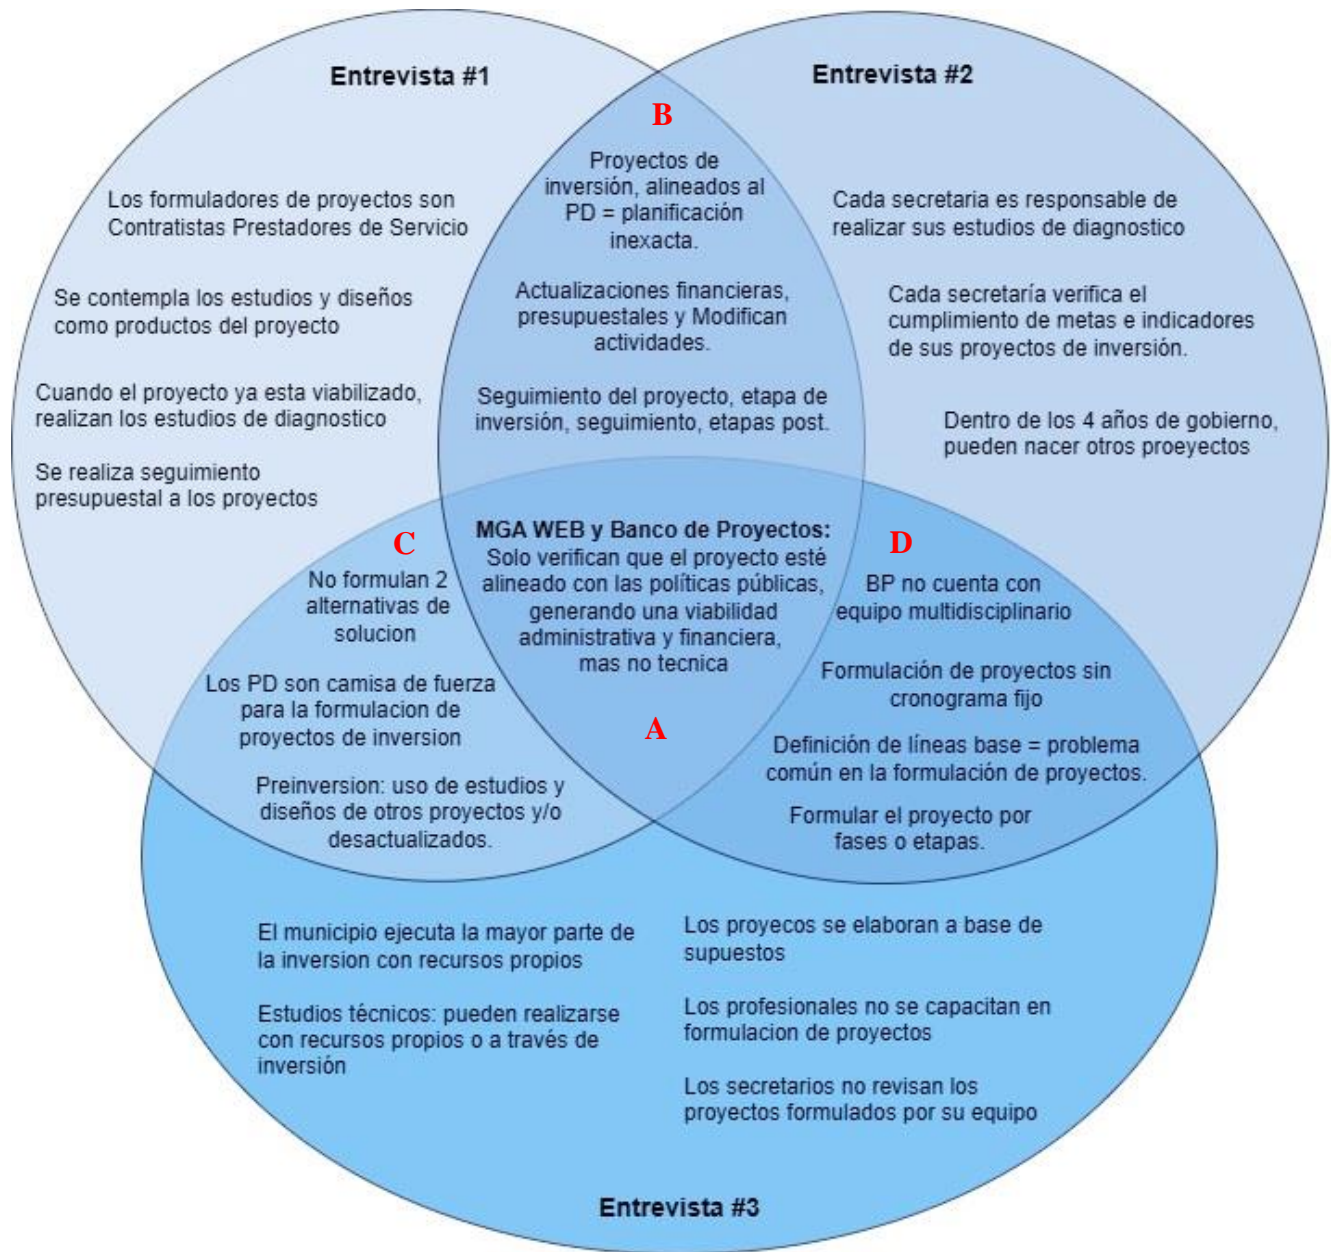 Entrevista #1
Entrevista #2
B
Proyectos de
inversión, alineados al
PD = planificación
inexacta.
Actualizaciones financieras,
presupuestales y Modifican
actividades.
Seguimiento del proyecto, etapa de
inversión, seguimiento, etapas post.
Los formuladores de proyectos son
Contratistas Prestadores de Servicio
Se contempla los estudios y diseños
como productos del proyecto
Cuando el proyecto ya esta viabilizado,
realizan los estudios de diagnostico
Se realiza seguimiento
presupuestal a los proyectos
Cada secretaria es responsable de
realizar sus estudios de diagnostico
Cada secretaría verifica el
cumplimiento de metas e indicadores
de sus proyectos de inversión.
Dentro de los 4 años de gobierno,
pueden nacer otros proeyectos
C
No formulan 2
alternativas de
solucion
Los PD son camisa de fuerza
para la formulacion de
proyectos de inversion
Preinversion: uso de estudios y
diseños de otros proyectos y/o
desactualizados.
MGA WEB y Banco de Proyectos:
Solo verifican que el proyecto esté
alineado con las políticas públicas,
generando una viabilidad
administrativa y financiera,
mas no tecnica
A
D
BP no cuenta con
equipo multidisciplinario
Formulación de proyectos sin
cronograma fijo
Definición de líneas base = problema
común en la formulación de proyectos.
Formular el proyecto por
fases o etapas.
El municipio ejecuta la mayor parte de
la inversion con recursos propios
Estudios técnicos: pueden realizarse
con recursos propios o a través de
inversión
Los proyecos se elaboran a base de
supuestos
Los profesionales no se capacitan en
formulacion de proyectos
Los secretarios no revisan los
proyectos formulados por su equipo
Entrevista #3